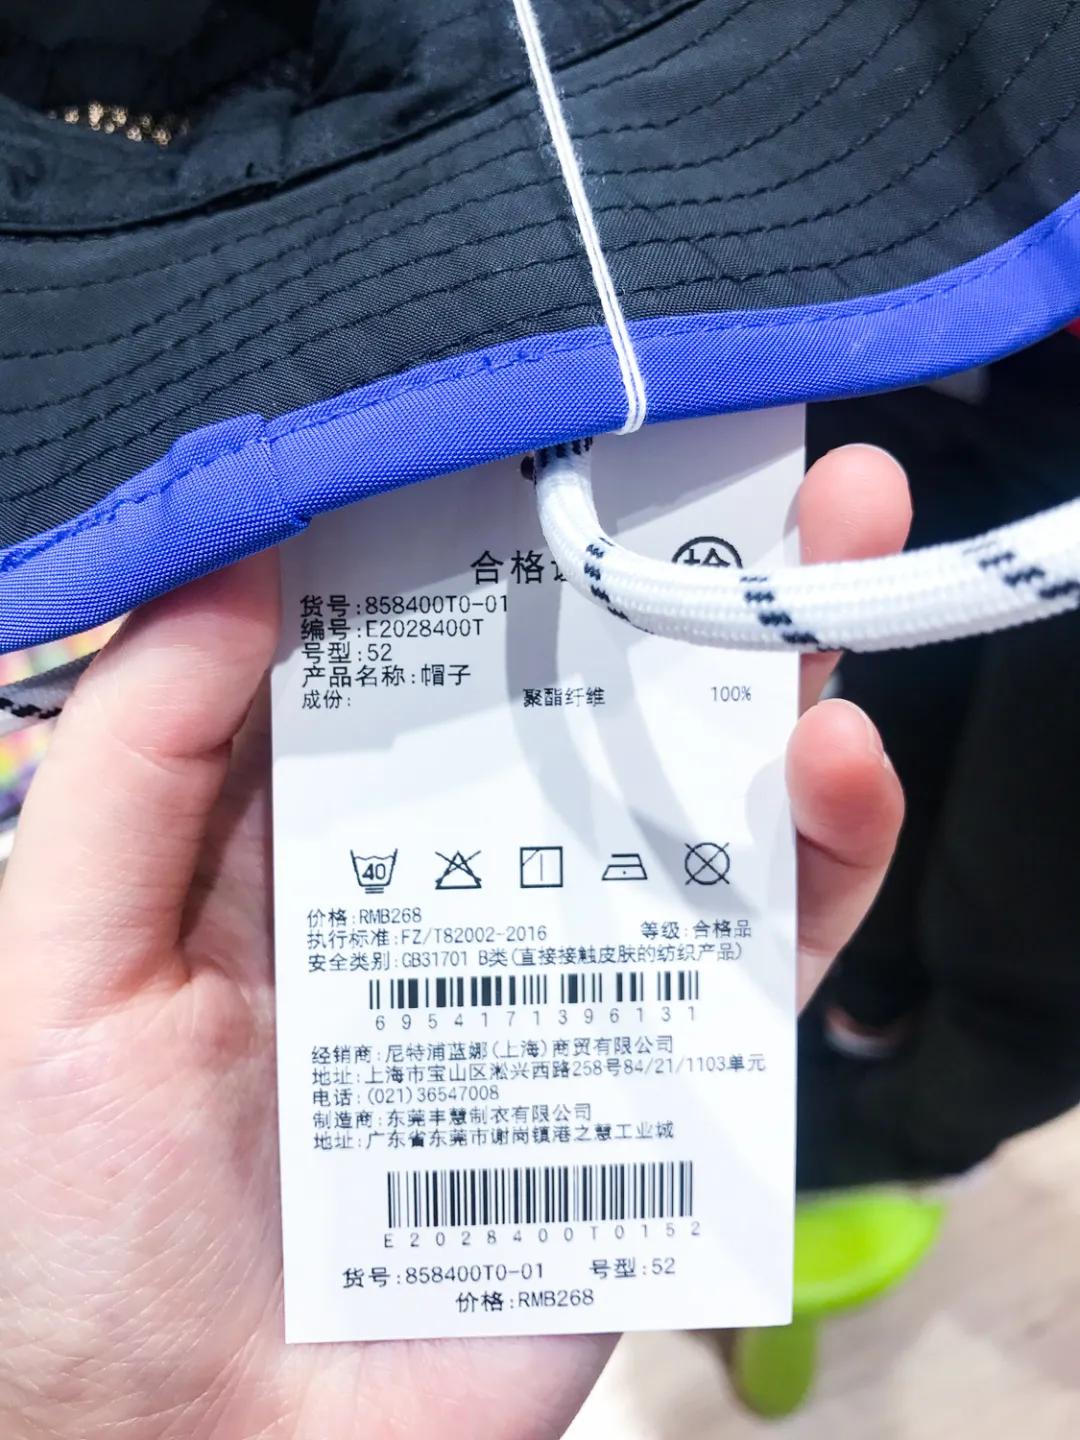 合格证
货号:858400T0-01
编号:E2028400T
号型:52
产品名称:帽子
成份: 聚酯纤维 100%
40
价格:RMB268
执行标准:FZ/T82002-2016 等级:合格品
安全类别:GB31701 B类(直接接触皮肤的纺织产品)
6954171396131
经销商:尼特浦蓝娜(上海)商贸有限公司
地址:上海市宝山区淞兴西路258号84/21/1103单元
电话:(021)36547008
制造商:东莞丰慧制衣有限公司
地址:广东省东莞市谢岗镇港之慧工业城
E2028400T0152
货号:858400T0-01 号型:52
价格:RMB268